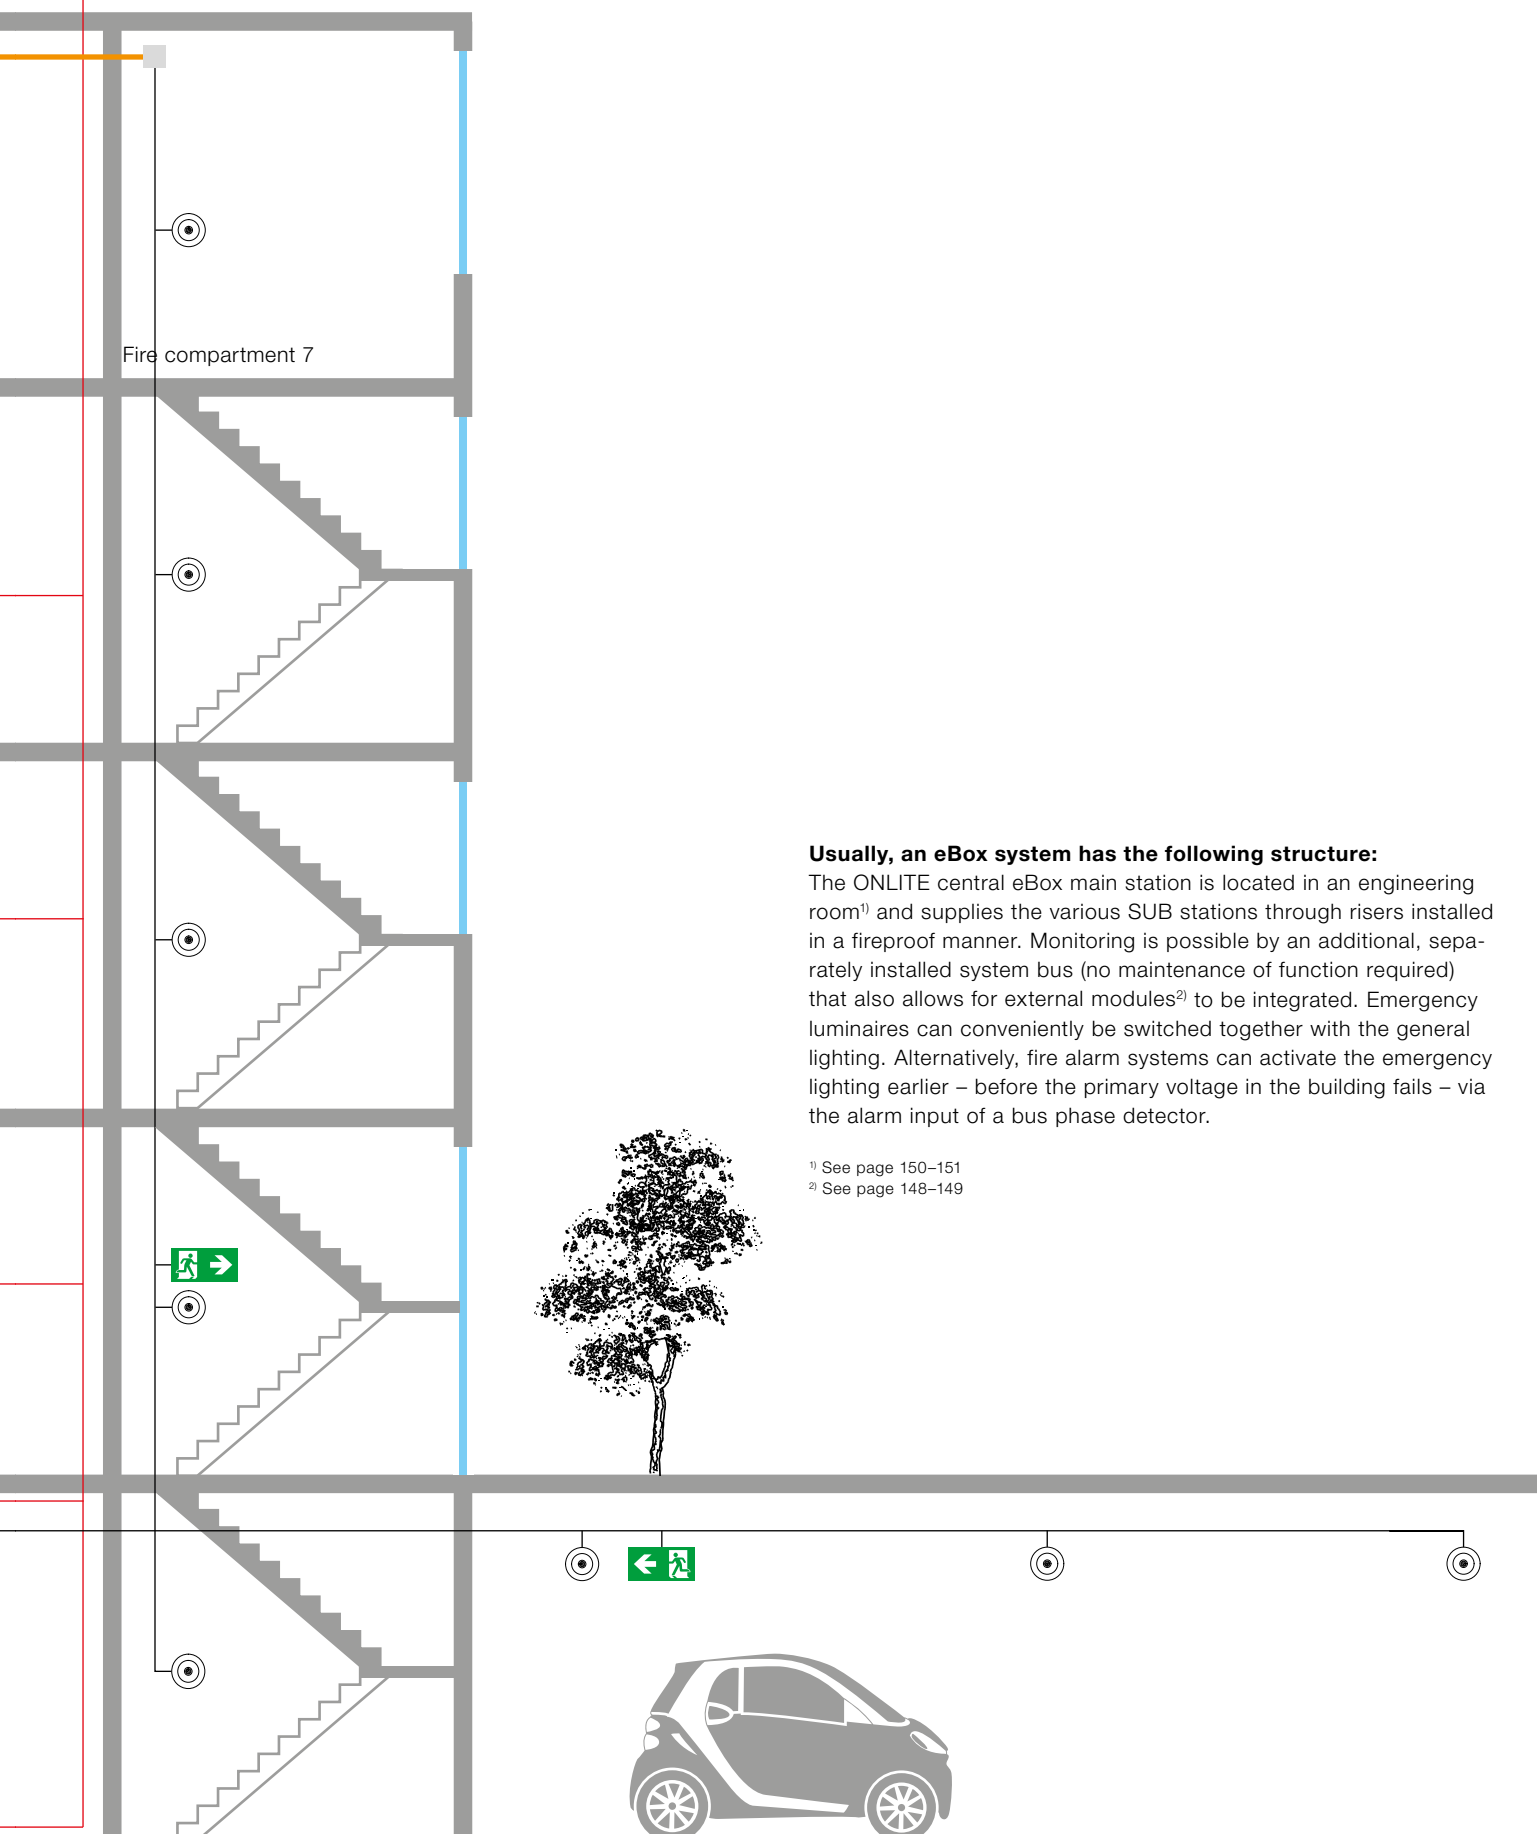 Fire compartment 7
Usually, an eBox system has the following structure:
The ONLITE central eBox main station is located in an engineering
room1) and supplies the various SUB stations through risers installed
in a fireproof manner. Monitoring is possible by an additional, sepa-
rately installed system bus (no maintenance of function required)
that also allows for external modules2) to be integrated. Emergency
luminaires can conveniently be switched together with the general
lighting. Alternatively, fire alarm systems can activate the emergency
lighting earlier – before the primary voltage in the building fails – via
the alarm input of a bus phase detector.
1) See page 150–151
2) See page 148–149